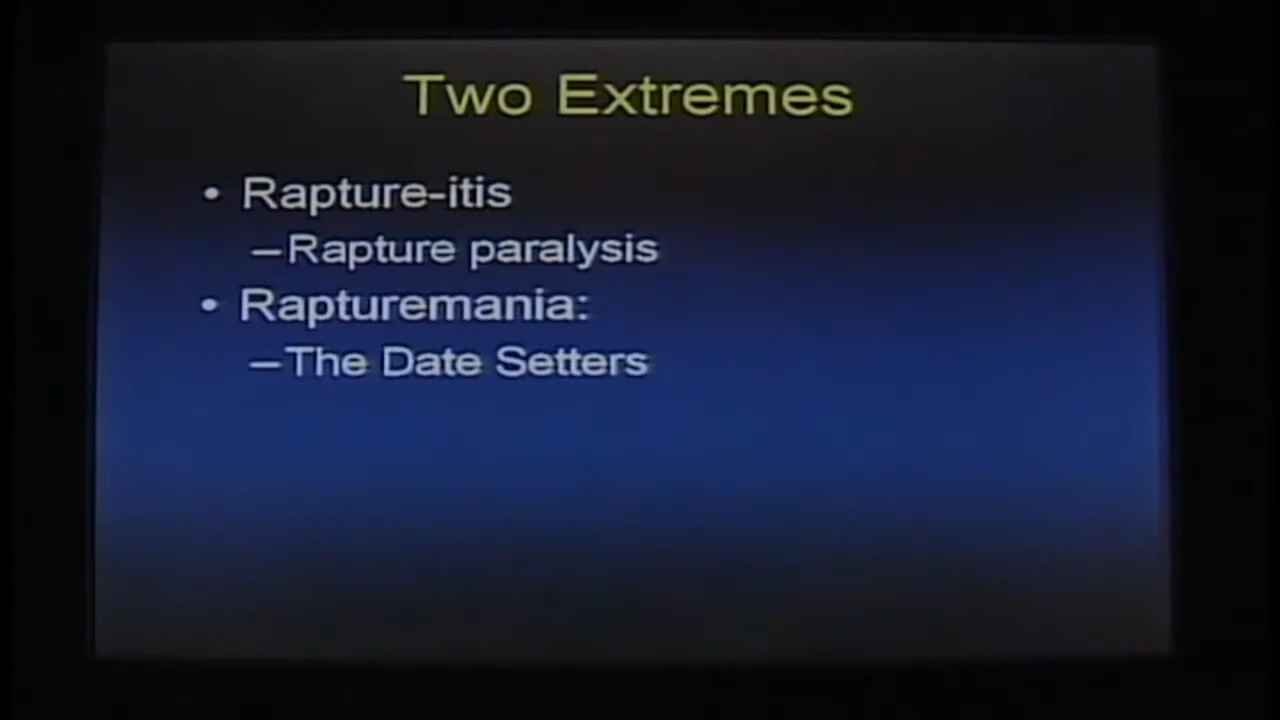 Two Extremes
• Rapture-itis
–Rapture paralysis
• Rapturemania:
–The Date Setters